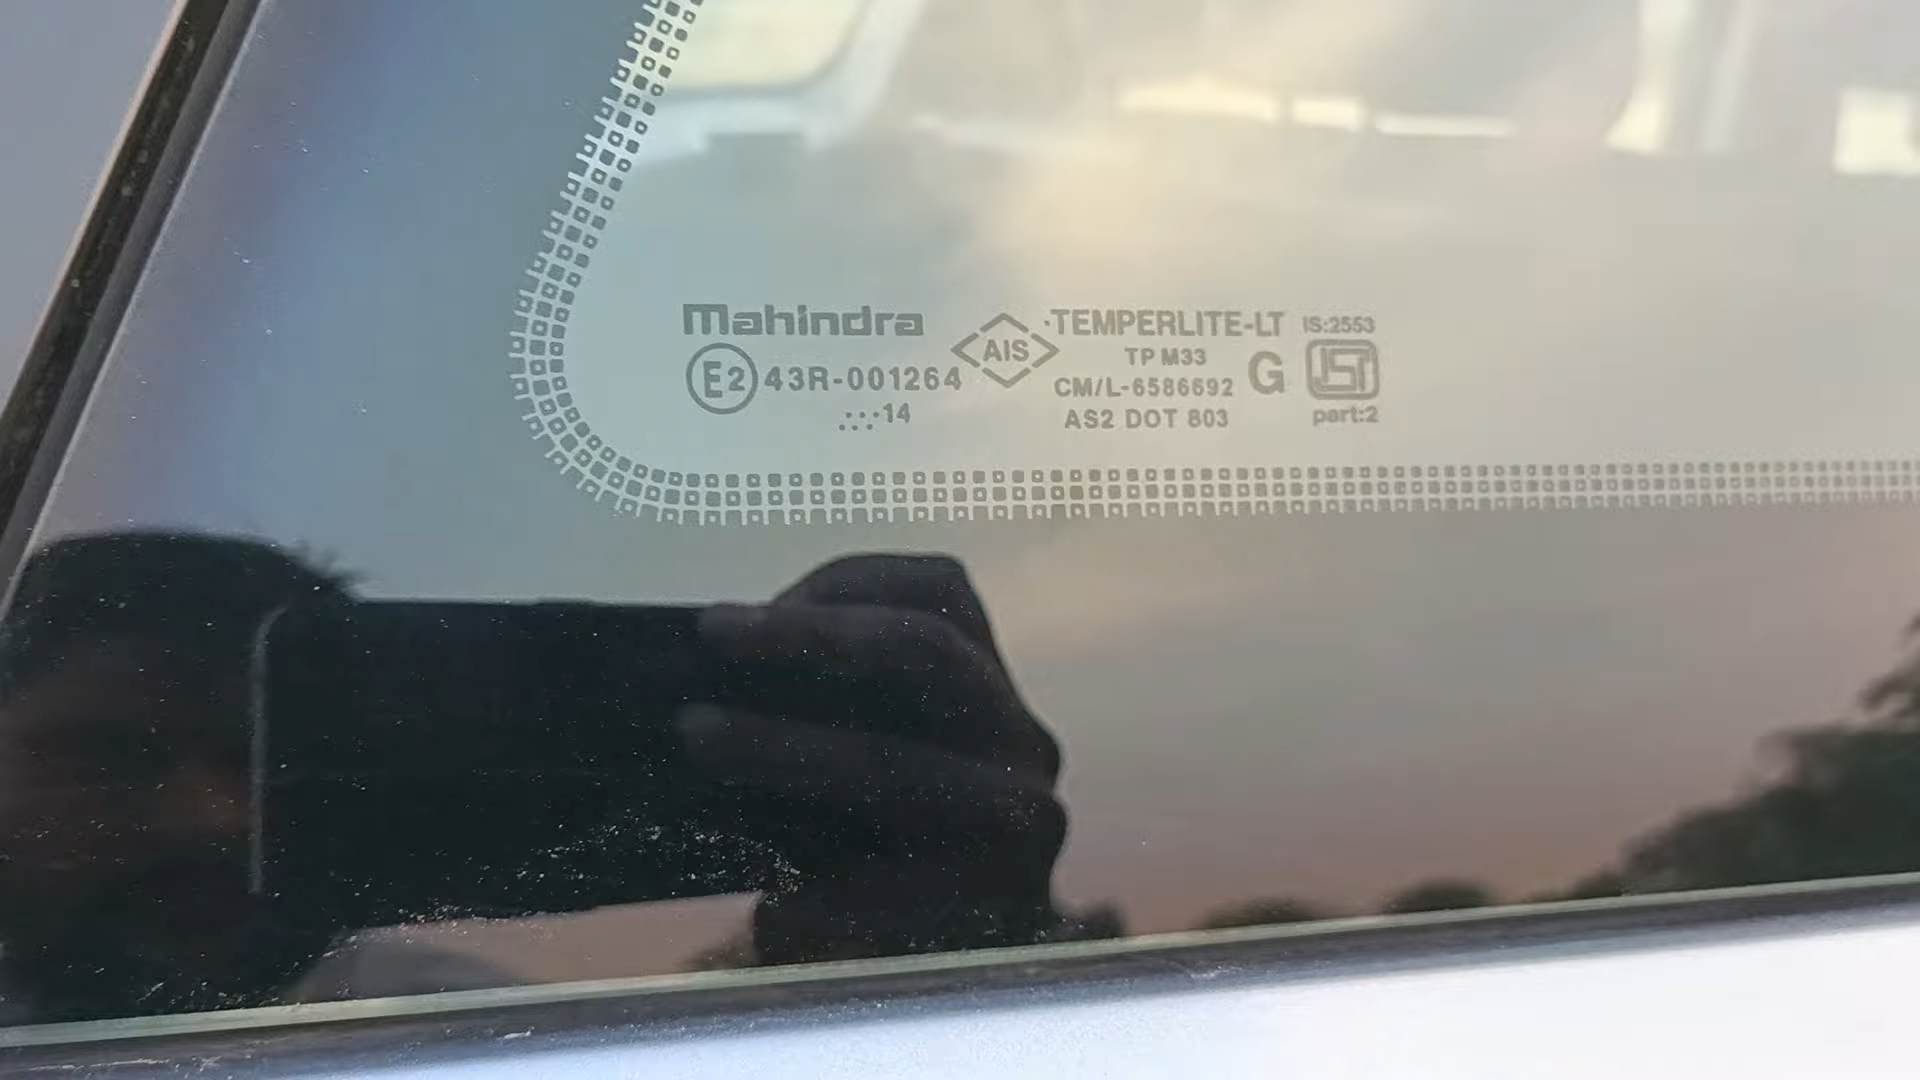 Mahindra
E2 43R-001264
.:.:·14
AIS
TEMPERLITE-LT
TP M33
CM/L-6586692
AS2 DOT 803
G
IS:2553
ISI
part:2